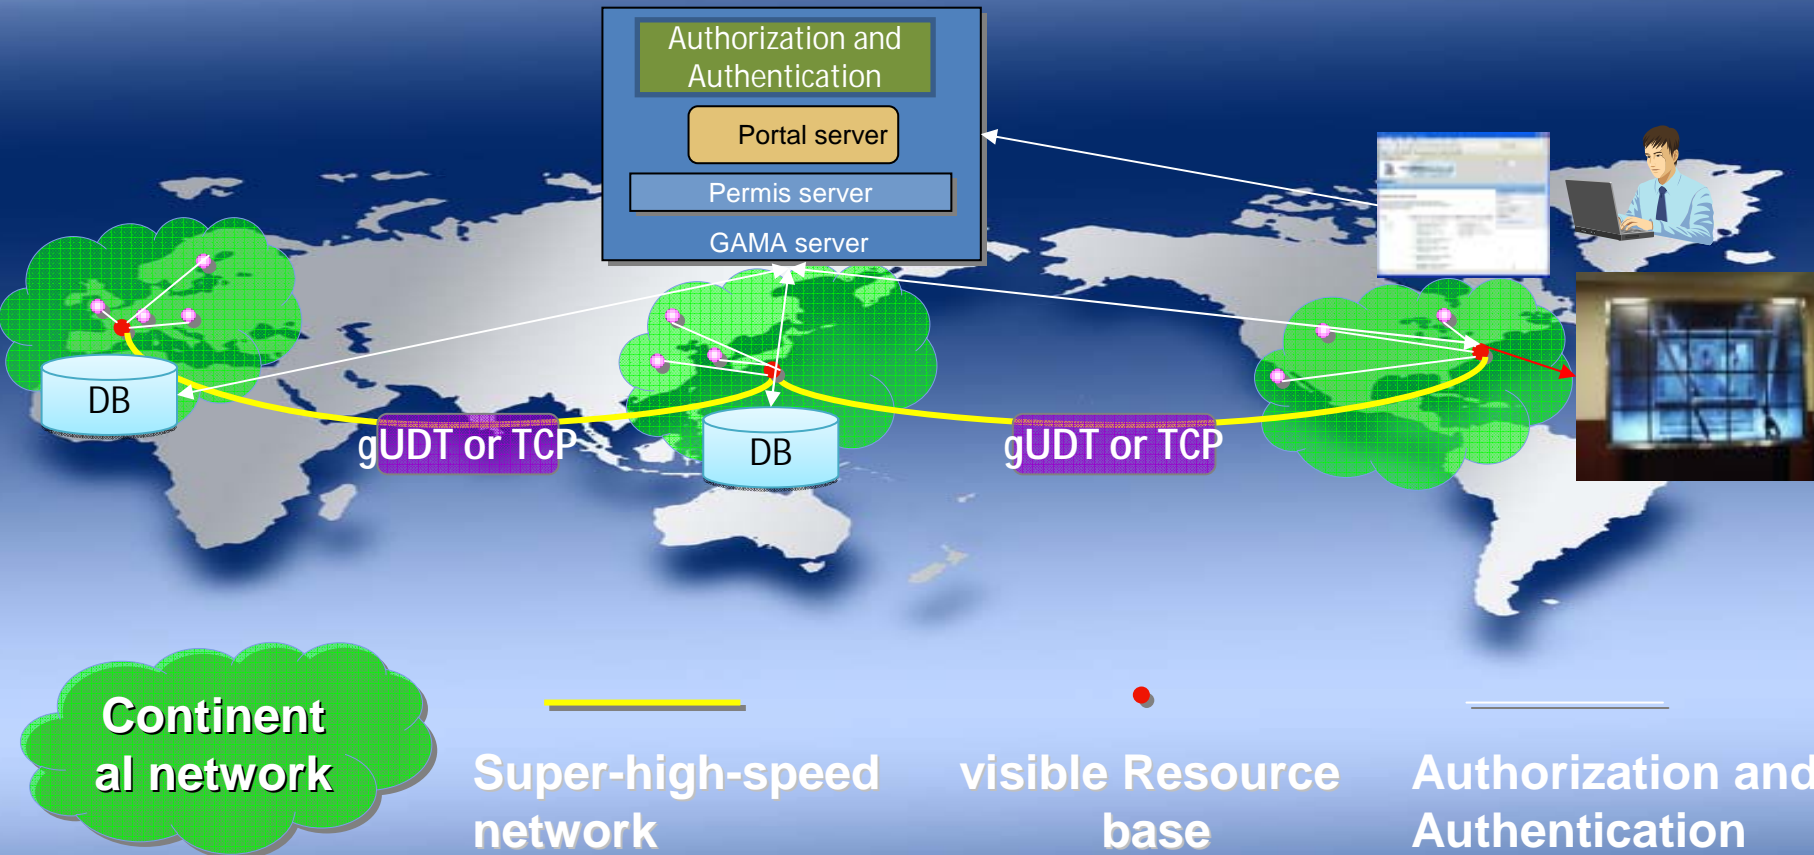 Authorization and
Authentication
Portal server
Permis server
GAMA server
DB
gUDT or TCP
DB
gUDT or TCP
Continent
al network
Super-high-speed
network
visible Resource
base
Authorization and
Authentication